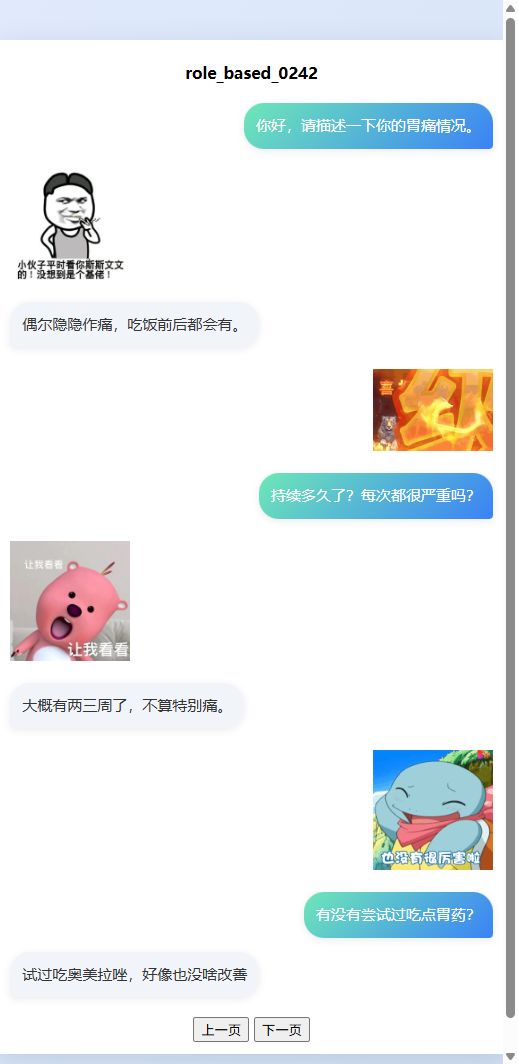 role_based_0242
你好，请描述一下你的胃痛情况。
小伙子平时看你斯斯文文
的！没想到是个基佬！
偶尔隐隐作痛，吃饭前后都会有。
喜
持续多久了？每次都很严重吗？
让我看看
让我看看
大概有两三周了，不算特别痛。
也没有很厉害啦
有没有尝试过吃点胃药？
试过吃奥美拉唑，好像也没啥改善
上一页 下一页